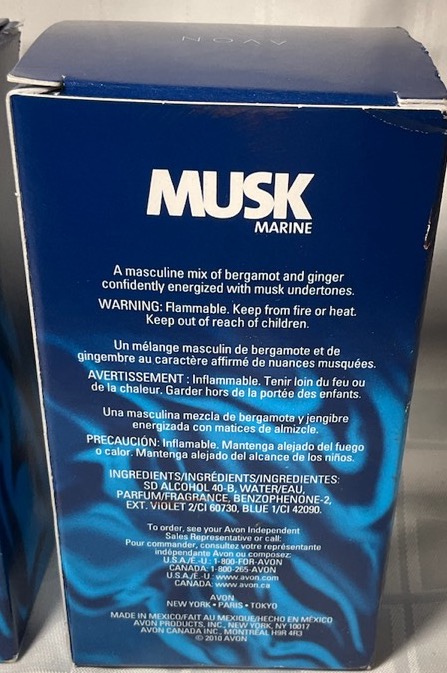 AVON
MUSK
MARINE
A masculine mix of bergamot and ginger
confidently energized with musk undertones.
WARNING: Flammable. Keep from fire or heat.
Keep out of reach of children.
Un mélange masculin de bergamote et de
gingembre au caractère affirmé de nuances musquées.
AVERTISSEMENT : Inflammable. Tenir loin du feu ou
de la chaleur. Garder hors de la portée des enfants.
Una masculina mezcla de bergamota y jengibre
energizada con matices de almizcle.
PRECAUCIÓN: Inflamable. Mantenga alejado del fuego
o calor. Mantenga alejado del alcance de los niños.
INGREDIENTS/INGRÉDIENTS/INGREDIENTES:
SD ALCOHOL 40-B, WATER/EAU,
PARFUM/FRAGRANCE, BENZOPHENONE-2,
EXT. VIOLET 2/CI 60730, BLUE 1/CI 42090.
To order, see your Avon Independent
Sales Representative or call:
Pour commander, consultez votre représentante
indépendante Avon ou composez:
U.S.A./É.-U.: 1-800-FOR-AVON
CANADA: 1-800-265-AVON
U.S.A./É.-U.: www.avon.com
CANADA: www.avon.ca
AVON
NEW YORK • PARIS • TOKYO
MADE IN MEXICO/FAIT AU MEXIQUE/HECHO EN MÉXICO
AVON PRODUCTS, INC., NEW YORK, NY 10017
AVON CANADA INC., MONTRÉAL H9R 4R3
© 2010 AVON